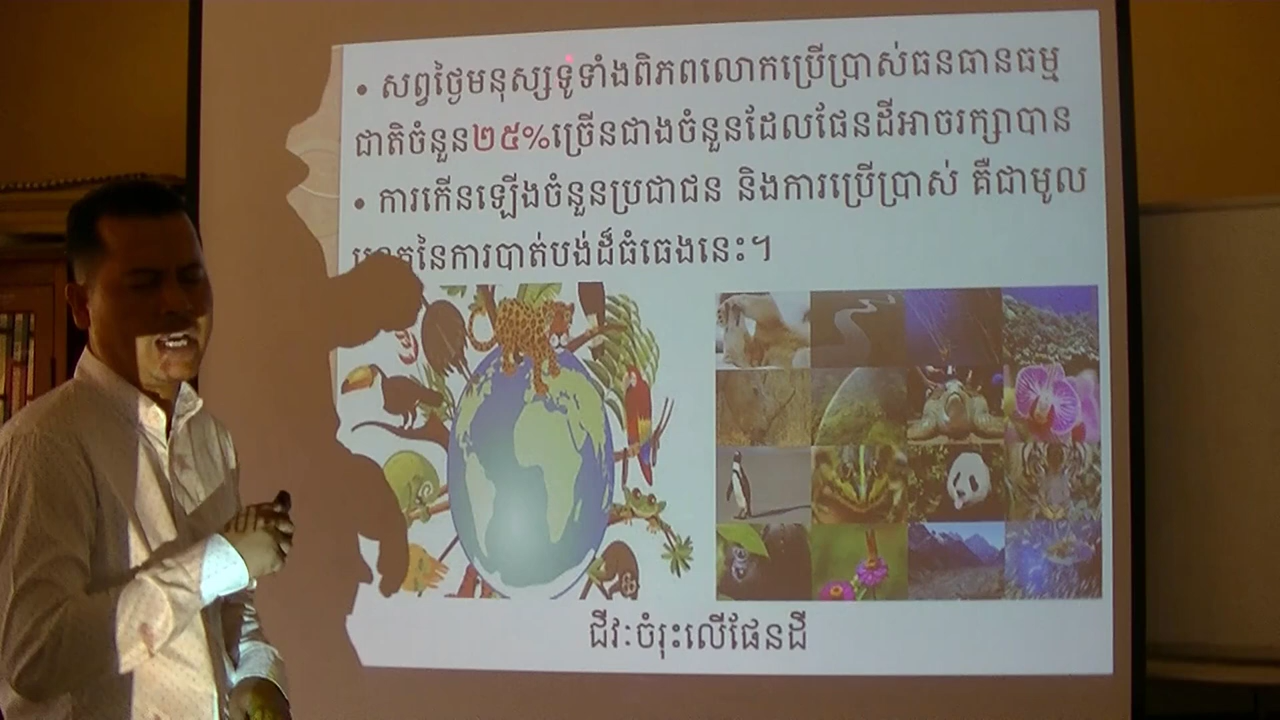 • សព្វថ្ងៃមនុស្សទូទាំងពិភពលោកប្រើប្រាស់ធនធានធម្ម
ជាតិចំនួន២៥%ច្រើនជាងចំនួនដែលផែនដីអាចរក្សាបាន
• ការកើនឡើងចំនួនប្រជាជន និងការប្រើប្រាស់ គឺជាមូល
នៃការបាត់បង់ដ៏ធំធេងនេះ។
ជីវៈចំរុះលើផែនដី